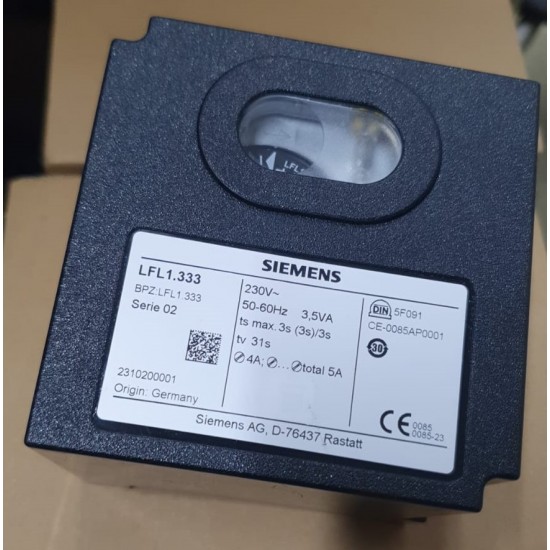 LFL
SIEMENS
LFL1.333
BPZ:LFL1.333
Serie 02
2310200001
Origin: Germany
230V~
50-60Hz 3,5VA
ts max. 3s (3s)/3s
tv 31s
4A; ... total 5A
DIN 5F091
CE-0085AP0001
30
CE 0085
0085-23
Siemens AG, D-76437 Rastatt